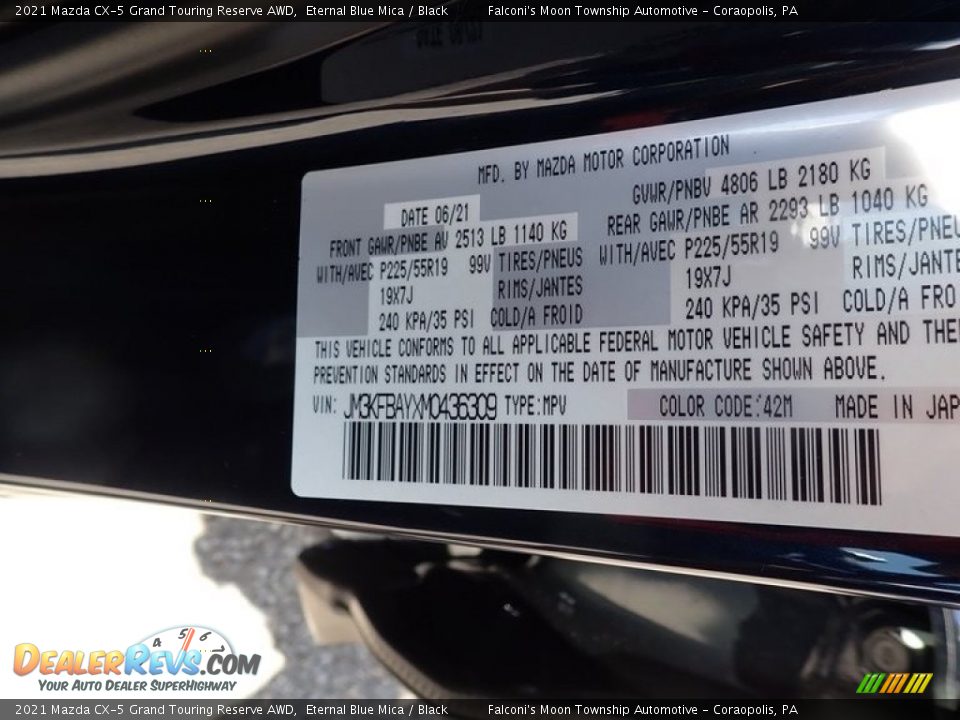 2021 Mazda CX-5 Grand Touring Reserve AWD, Eternal Blue Mica / Black Falconi's Moon Township Automotive - Coraopolis, PA
MFD. BY MAZDA MOTOR CORPORATION
DATE 06/21 GVWR/PNBV 4806 LB 2180 KG
FRONT GAWR/PNBE AV 2513 LB 1140 KG REAR GAWR/PNBE AR 2293 LB 1040 KG
WITH/AVEC P225/55R19 99V TIRES/PNEUS WITH/AVEC P225/55R19 99V TIRES/PNEU
19X7J RIMS/JANTES 19X7J RIMS/JANTE
240 KPA/35 PSI COLD/A FROID 240 KPA/35 PSI COLD/A FRO
THIS VEHICLE CONFORMS TO ALL APPLICABLE FEDERAL MOTOR VEHICLE SAFETY AND THE
PREVENTION STANDARDS IN EFFECT ON THE DATE OF MANUFACTURE SHOWN ABOVE.
VIN: JM3KFBAYXM0436309 TYPE:MPV COLOR CODE:42M MADE IN JAP
4 5 6
DealerRevs.com
Your Auto Dealer SuperHighway
2021 Mazda CX-5 Grand Touring Reserve AWD, Eternal Blue Mica / Black Falconi's Moon Township Automotive - Coraopolis, PA